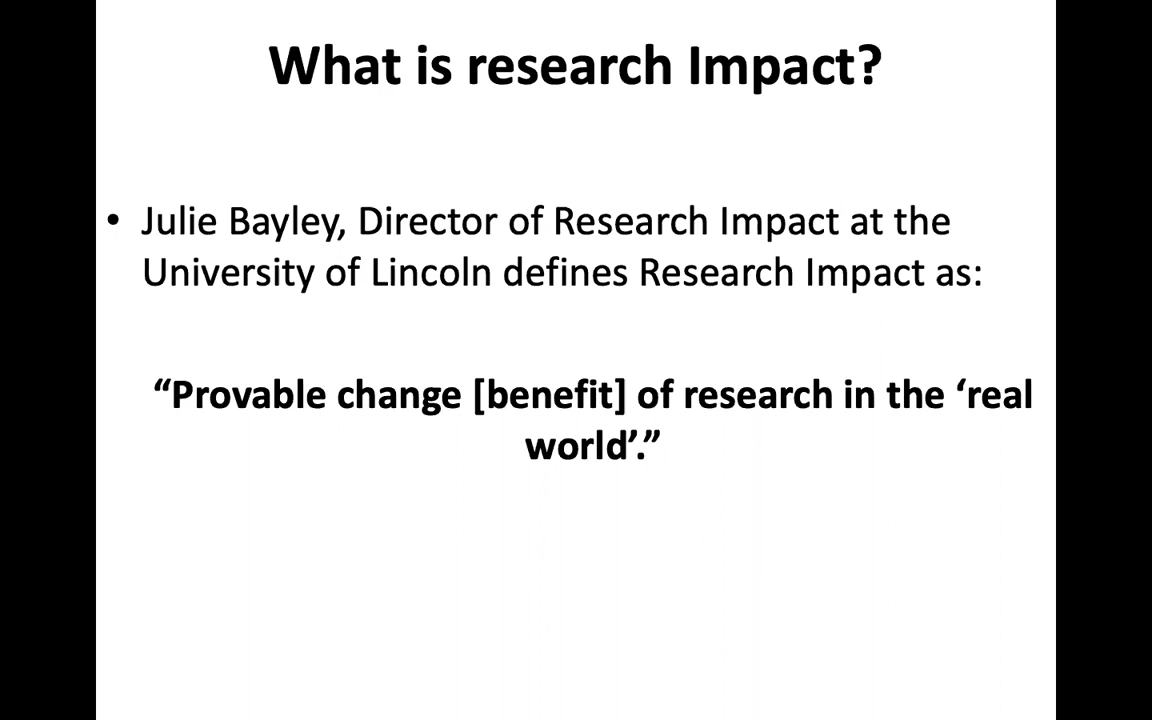 What is research Impact?
• Julie Bayley, Director of Research Impact at the
University of Lincoln defines Research Impact as:
“Provable change [benefit] of research in the ‘real
world’.”